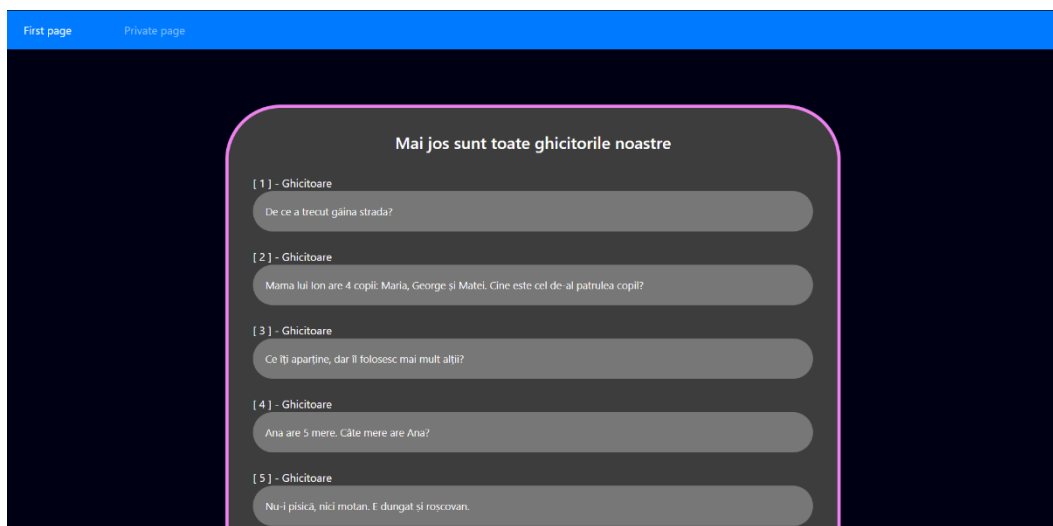 First page Private page
Mai jos sunt toate ghicitorile noastre
[ 1 ] - Ghicitoare
De ce a trecut găina strada?
[ 2 ] - Ghicitoare
Mama lui Ion are 4 copii: Maria, George și Matei. Cine este cel de-al patrulea copil?
[ 3 ] - Ghicitoare
Ce îți aparține, dar îl folosesc mai mult alții?
[ 4 ] - Ghicitoare
Ana are 5 mere. Câte mere are Ana?
[ 5 ] - Ghicitoare
Nu-i pisică, nici motan. E dungat și roșcovan.